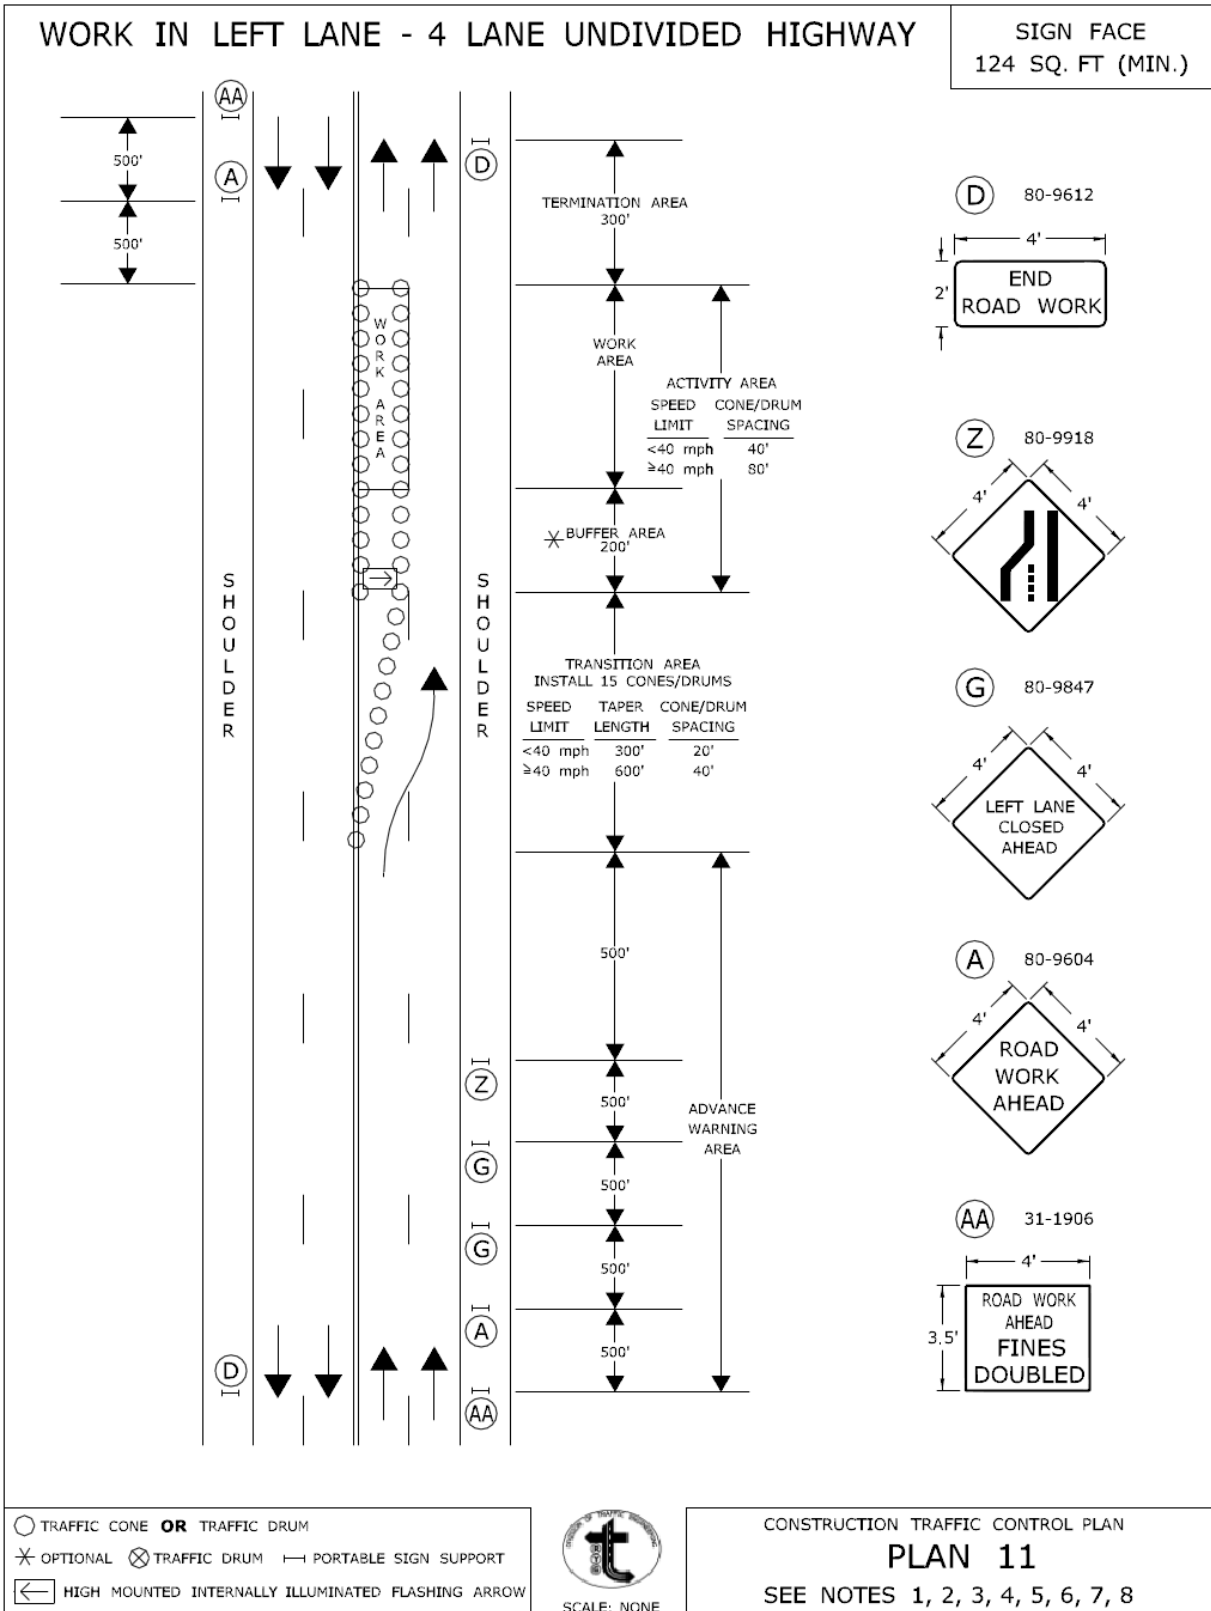 WORK IN LEFT LANE - 4 LANE UNDIVIDED HIGHWAY
SIGN FACE
124 SQ. FT (MIN.)
AA
500'
A
500'
D
TERMINATION AREA
300'
WORK AREA
WORK
AREA
ACTIVITY AREA
SPEED CONE/DRUM
LIMIT SPACING
<40 mph 40'
≥40 mph 80'
BUFFER AREA
200'
SHOULDER
SHOULDER
TRANSITION AREA
INSTALL 15 CONES/DRUMS
SPEED TAPER CONE/DRUM
LIMIT LENGTH SPACING
<40 mph 300' 20'
≥40 mph 600' 40'
500'
Z
500'
ADVANCE
WARNING
AREA
G
500'
G
500'
A
500'
D
AA
D 80-9612
4'
2'
END
ROAD WORK
Z 80-9918
4' 4'
G 80-9847
4' 4'
LEFT LANE
CLOSED
AHEAD
A 80-9604
4' 4'
ROAD
WORK
AHEAD
AA 31-1906
4'
3.5'
ROAD WORK
AHEAD
FINES
DOUBLED
TRAFFIC CONE OR TRAFFIC DRUM
OPTIONAL TRAFFIC DRUM PORTABLE SIGN SUPPORT
HIGH MOUNTED INTERNALLY ILLUMINATED FLASHING ARROW
DIVISION OF TRAFFIC ENGINEERING
SCALE: NONE
CONSTRUCTION TRAFFIC CONTROL PLAN
PLAN 11
SEE NOTES 1, 2, 3, 4, 5, 6, 7, 8